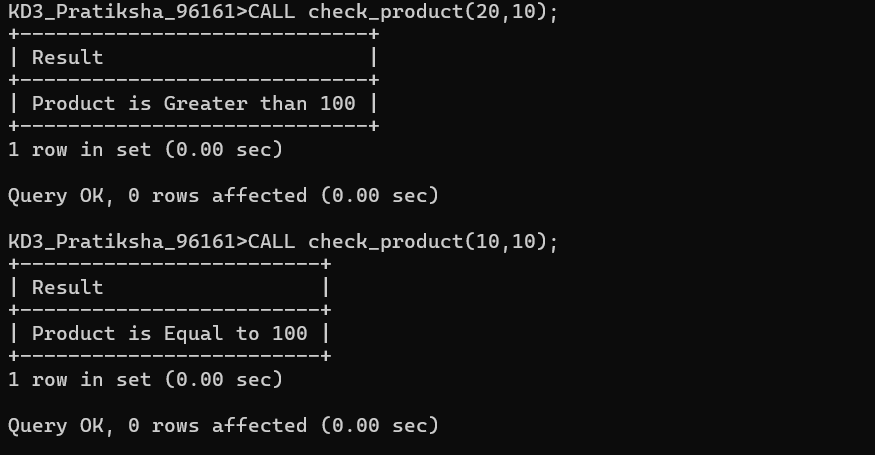 KD3_Pratiksha_96161>CALL check_product(20,10);
+-----------------------------+
| Result                      |
+-----------------------------+
| Product is Greater than 100 |
+-----------------------------+
1 row in set (0.00 sec)

Query OK, 0 rows affected (0.00 sec)

KD3_Pratiksha_96161>CALL check_product(10,10);
+-------------------------+
| Result                  |
+-------------------------+
| Product is Equal to 100 |
+-------------------------+
1 row in set (0.00 sec)

Query OK, 0 rows affected (0.00 sec)